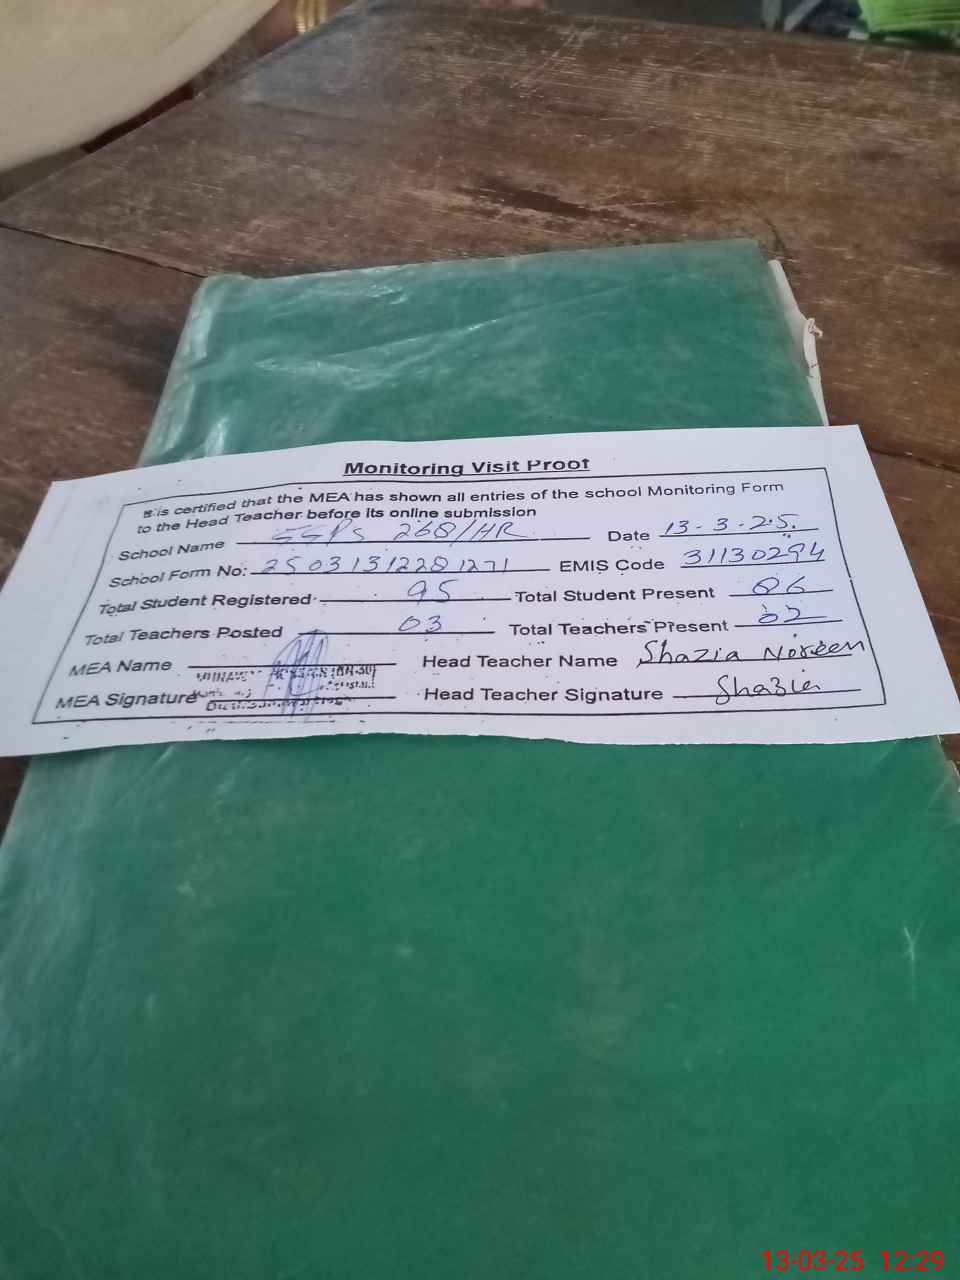 Monitoring Visit Proof
It is certified that the MEA has shown all entries of the school Monitoring Form
to the Head Teacher before its online submission
School Name 268/HR Date 13-3-25.
School Form No: 25031312281271 EMIS Code 31130294
Total Student Registered 95 Total Student Present 86
Total Teachers Posted 03 Total Teachers Present 02
MEA Name Head Teacher Name Shazia Noreen
MEA Signature Head Teacher Signature Shazia
13-03-25 12:29